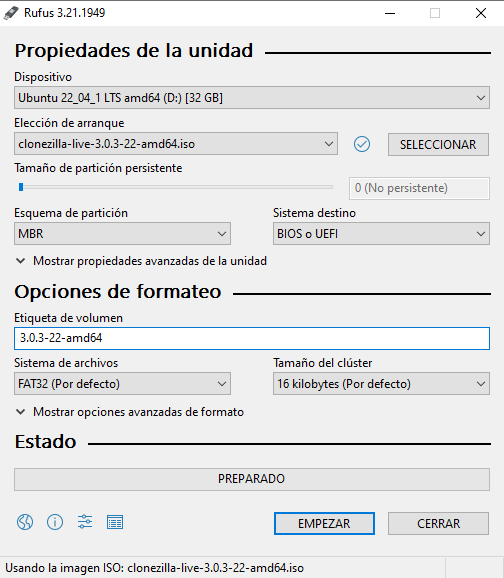 Rufus 3.21.1949
Propiedades de la unidad
Dispositivo
Ubuntu 22_04_1 LTS amd64 (D:) [32 GB]
Elección de arranque
clonezilla-live-3.0.3-22-amd64.iso
SELECCIONAR
Tamaño de partición persistente
0 (No persistente)
Esquema de partición Sistema destino
MBR BIOS o UEFI
Mostrar propiedades avanzadas de la unidad
Opciones de formateo
Etiqueta de volumen
3.0.3-22-amd64
Sistema de archivos Tamaño del clúster
FAT32 (Por defecto) 16 kilobytes (Por defecto)
Mostrar opciones avanzadas de formato
Estado
PREPARADO
EMPEZAR CERRAR
Usando la imagen ISO: clonezilla-live-3.0.3-22-amd64.iso